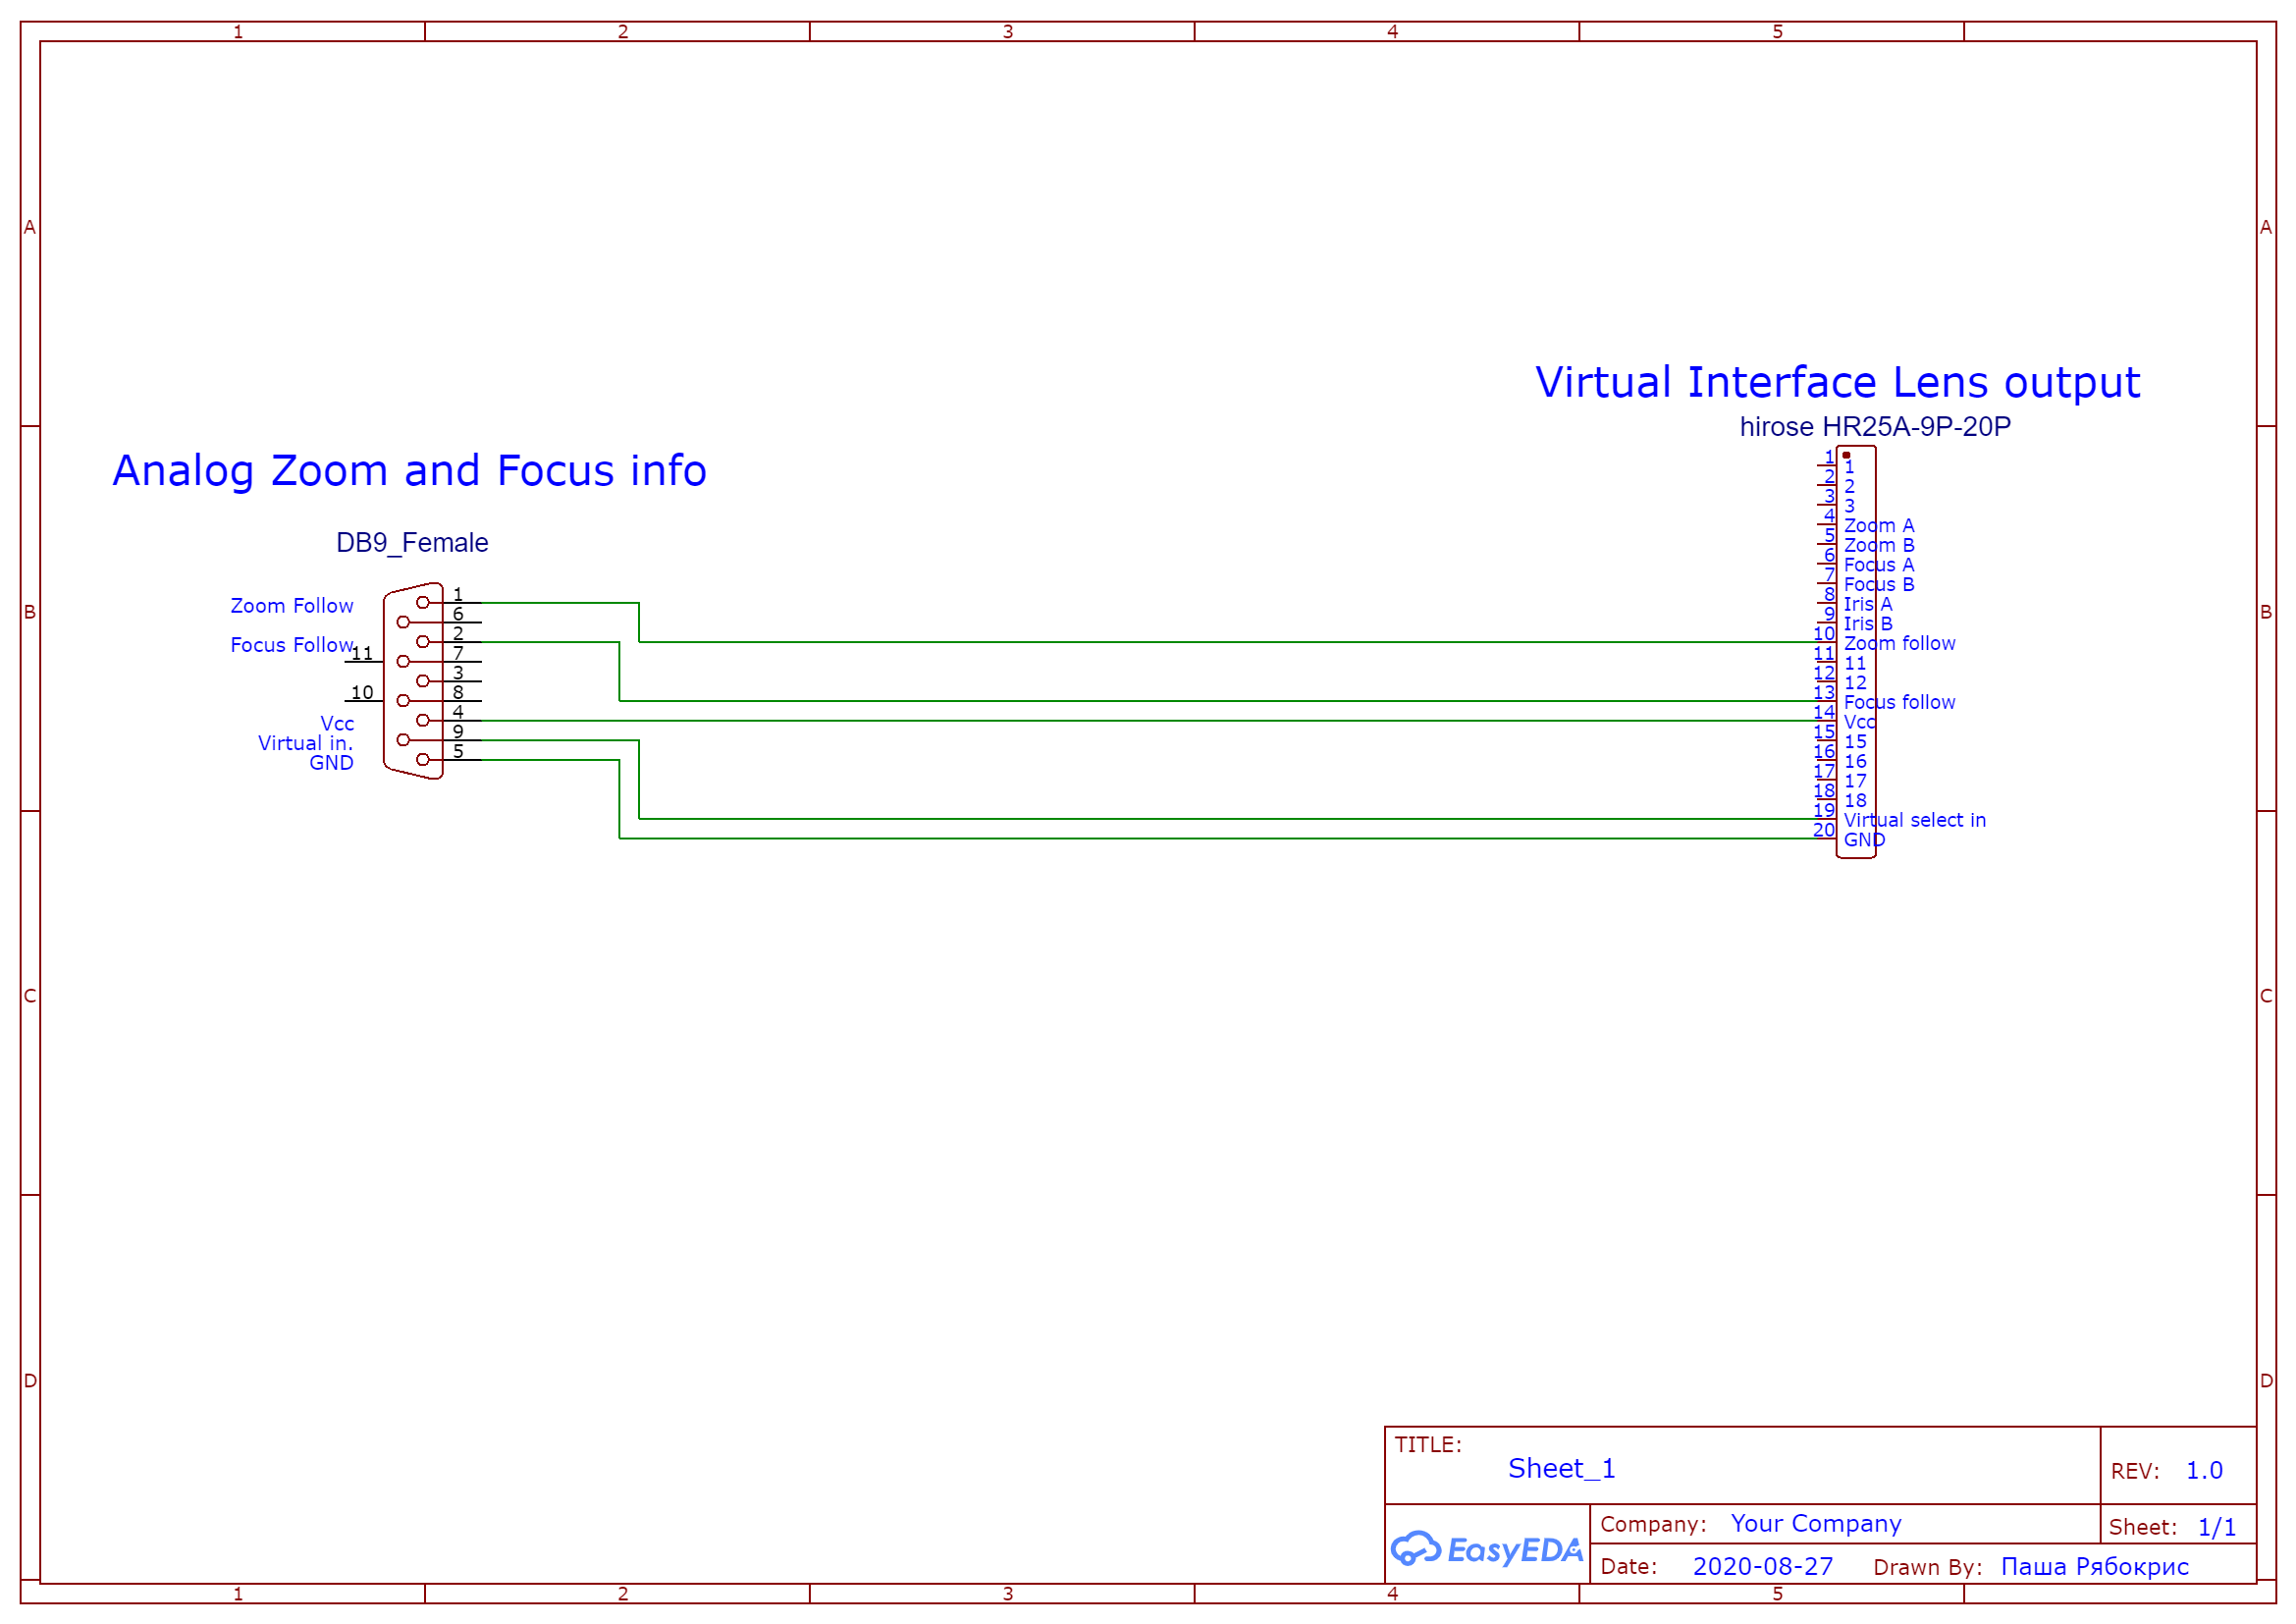 1 2 3 4 5
A A
Virtual Interface Lens output
hirose HR25A-9P-20P
Analog Zoom and Focus info
DB9_Female
Zoom Follow
Focus Follow
Vcc
Virtual in.
GND
11
10
1
6
2
7
3
8
4
9
5
1 1
2 2
3 3
4 Zoom A
5 Zoom B
6 Focus A
7 Focus B
8 Iris A
9 Iris B
10 Zoom follow
11 11
12 12
13 Focus follow
14 Vcc
15 15
16 16
17 17
18 18
19 Virtual select in
20 GND
B B
C C
D D
TITLE:
Sheet_1
REV: 1.0
EasyEDA
Company: Your Company
Sheet: 1/1
Date: 2020-08-27 Drawn By: Паша Рябокрис
1 2 3 4 5